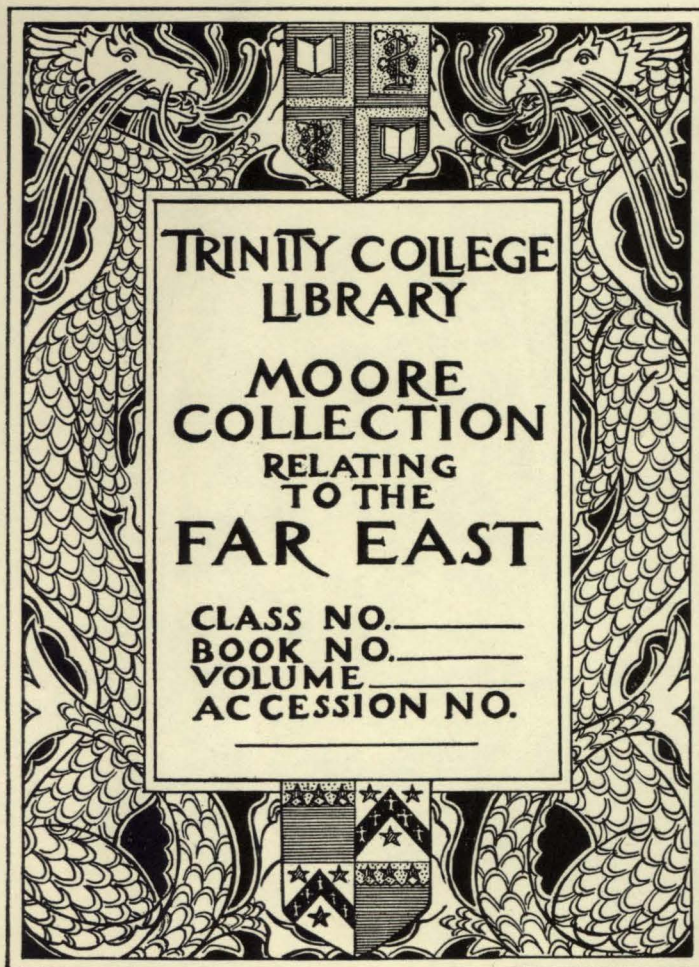 TRINITY COLLEGE
LIBRARY
MOORE
COLLECTION
RELATING
TO THE
FAR EAST
CLASS NO.
BOOK NO.
VOLUME
ACCESSION NO.